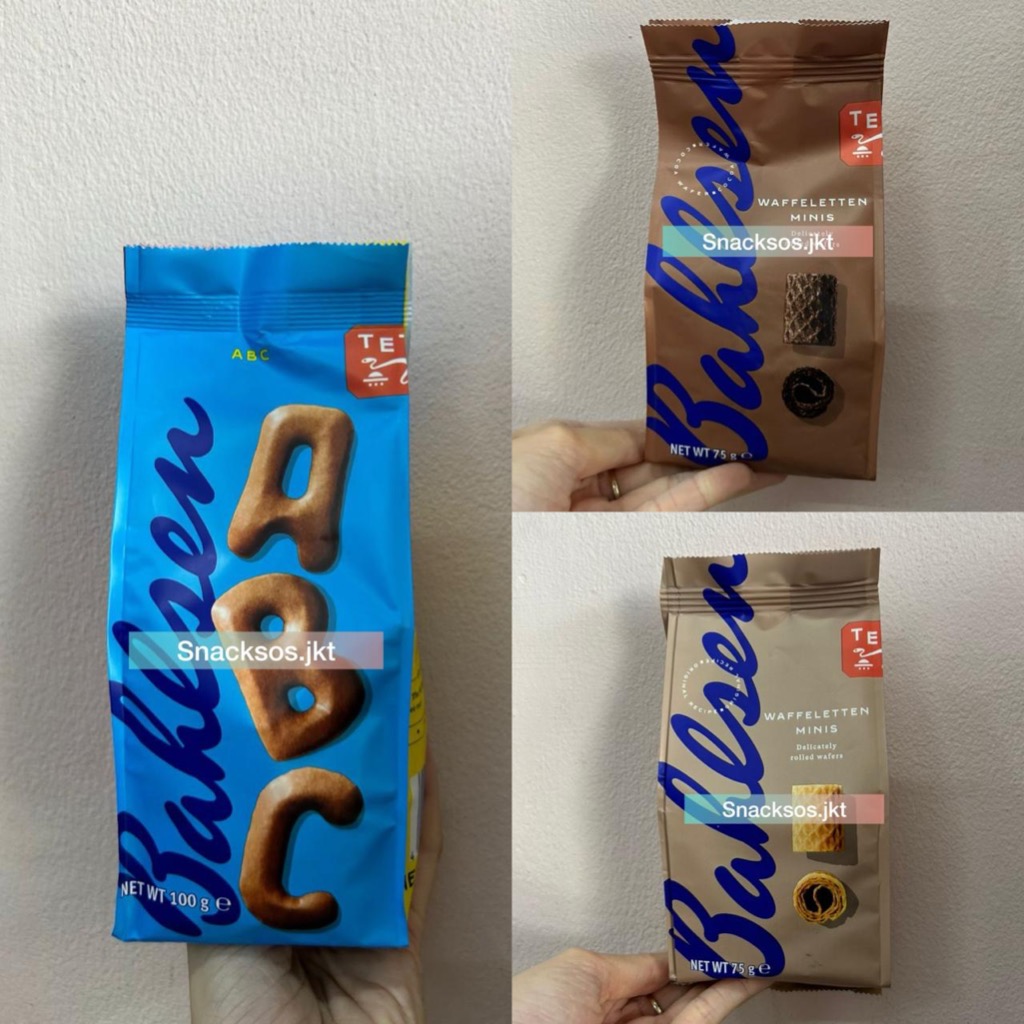 ABC
TET
Bahlsen
Snacksos.jkt
NET WT 100 g e
TE
Bahlsen
WAFFELETTEN
MINIS
Snacksos.jkt
NET WT 75 g e
TE
Bahlsen
WAFFELETTEN
MINIS
Delicately
rolled wafers
Snacksos.jkt
NET WT 75 g e